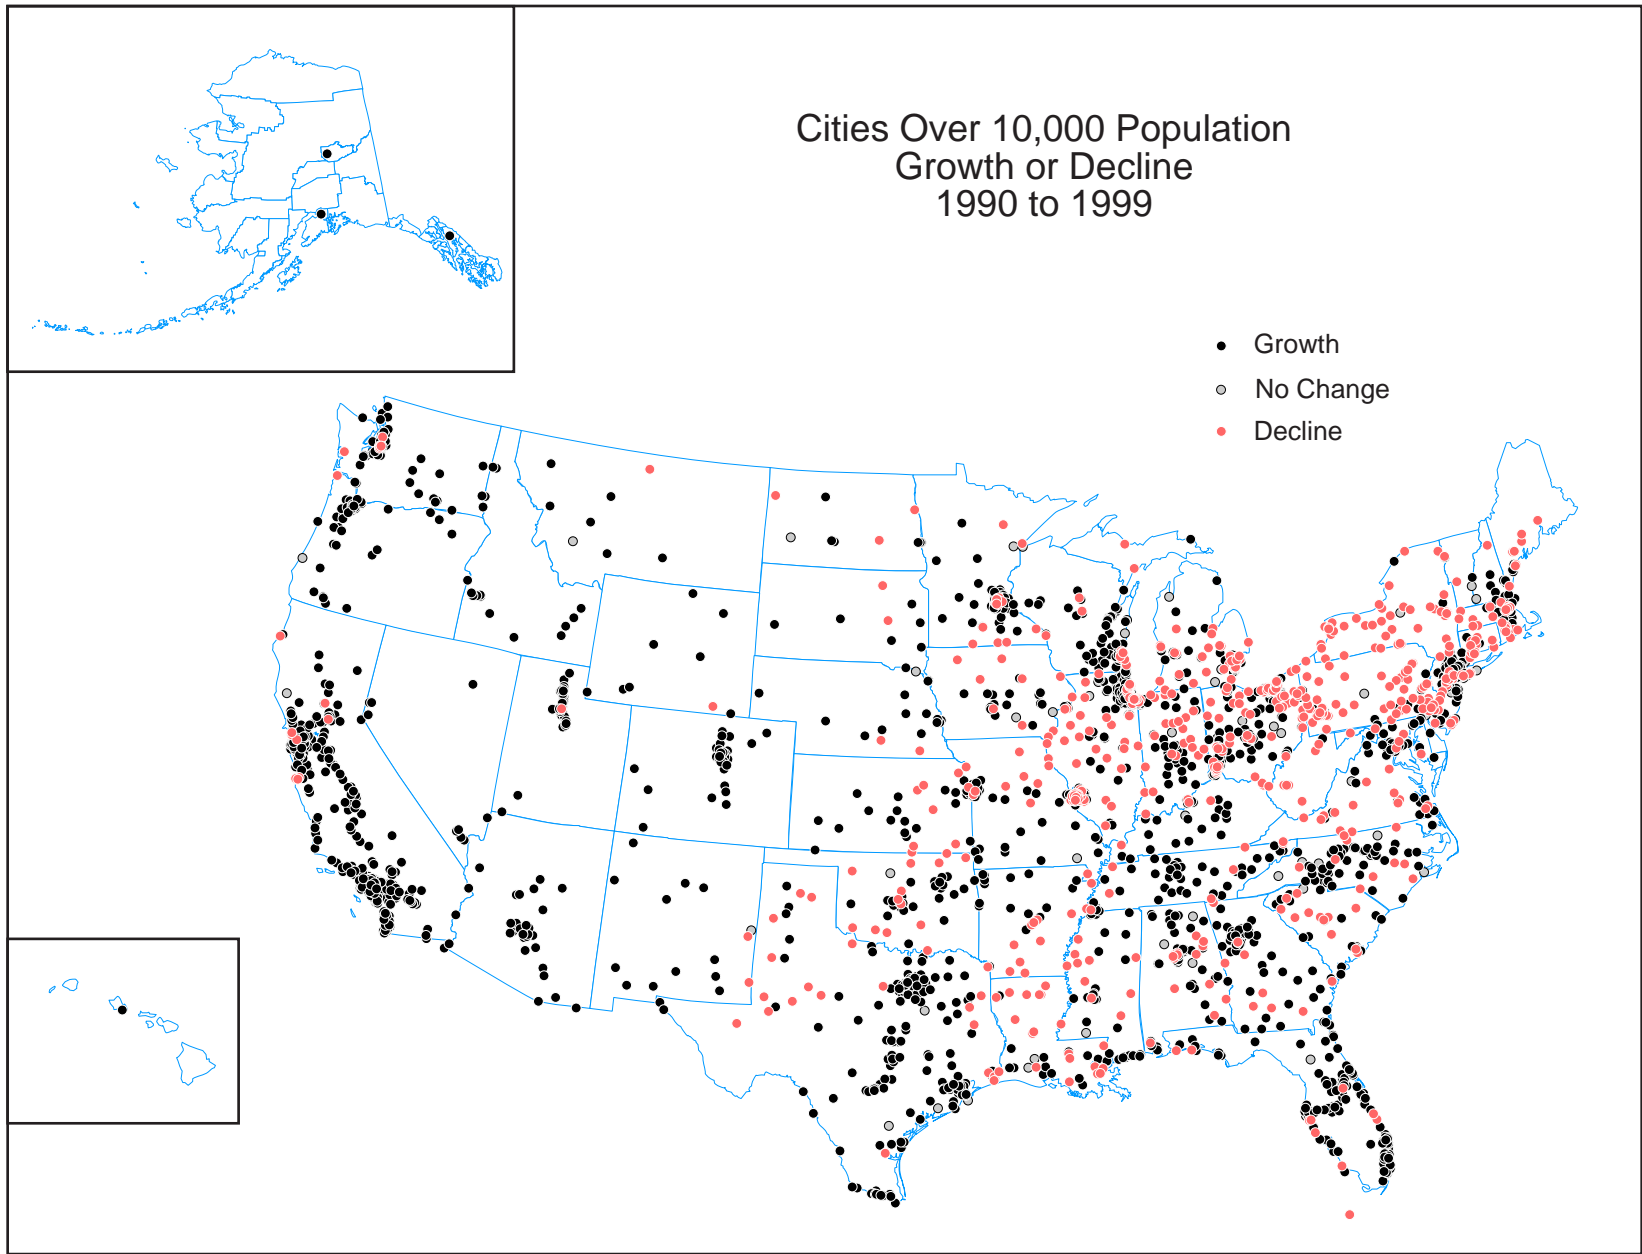 Cities Over 10,000 Population
Growth or Decline
1990 to 1999
Growth
No Change
Decline